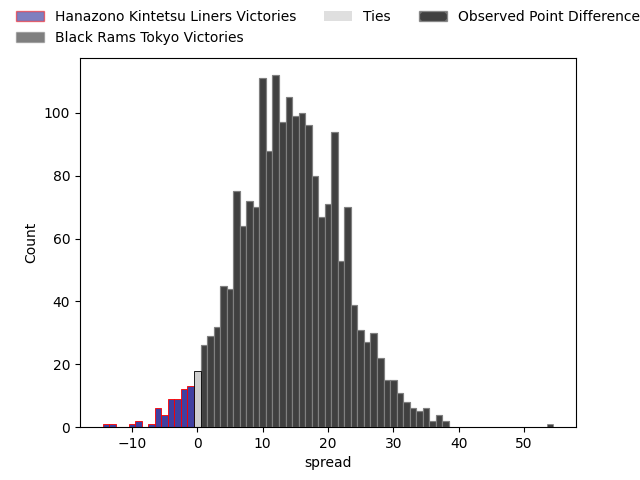 Hanazono Kintetsu Liners Victories
Black Rams Tokyo Victories
Ties
Observed Point Difference
Count
100
80
60
40
20
0
−10 0 10 20 30 40 50
spread